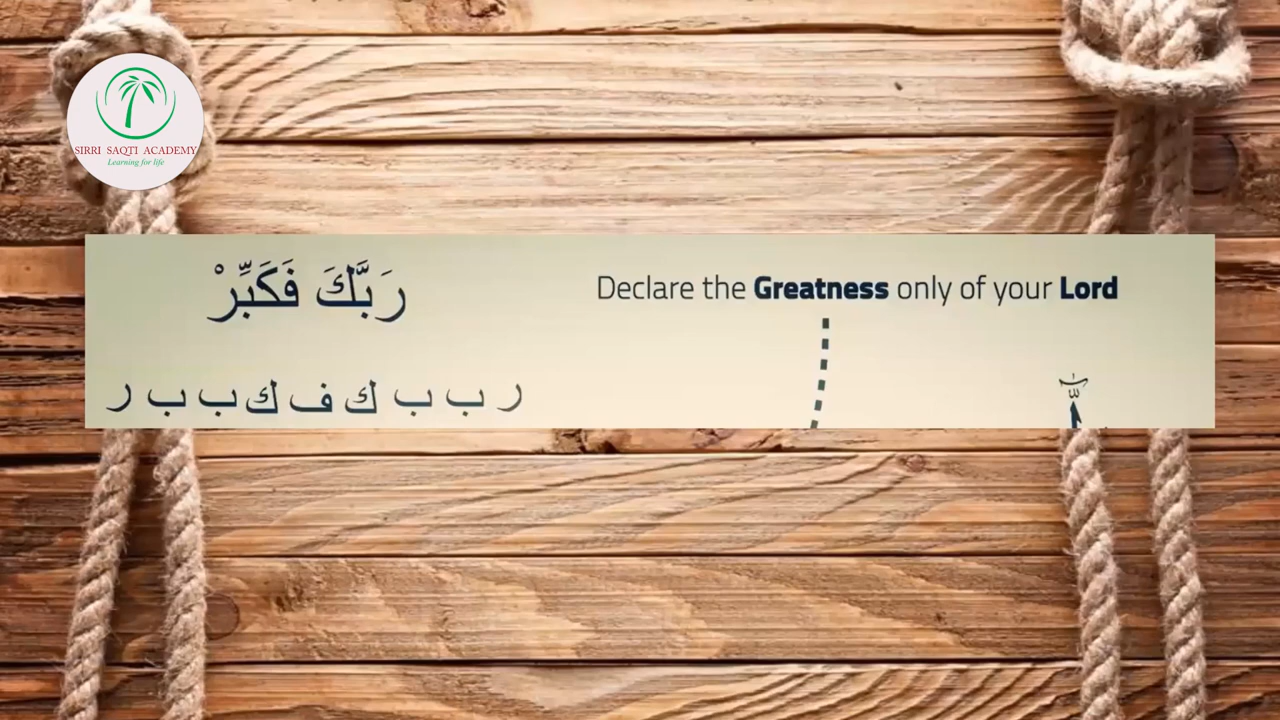 SIRRI SAQTI ACADEMY
Learning for life
رَبَّكَ فَكَبِّرْ
Declare the Greatness only of your Lord
ر ب ب ك ف ك ب ب ر